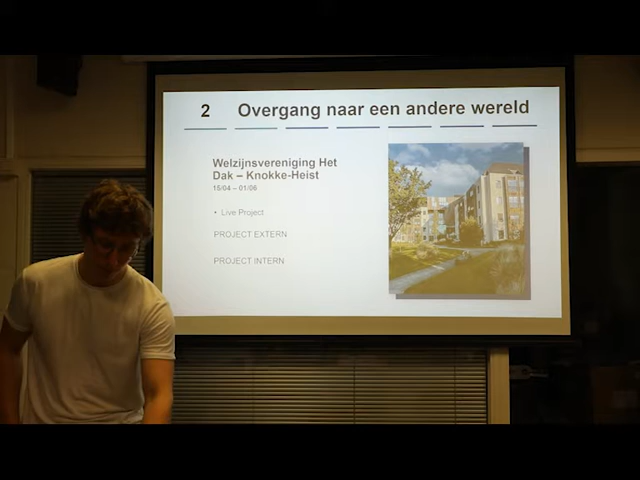 2 Overgang naar een andere wereld
Welzijnsvereniging Het
Dak – Knokke-Heist
15/04 – 01/06
• Live Project
PROJECT EXTERN
PROJECT INTERN